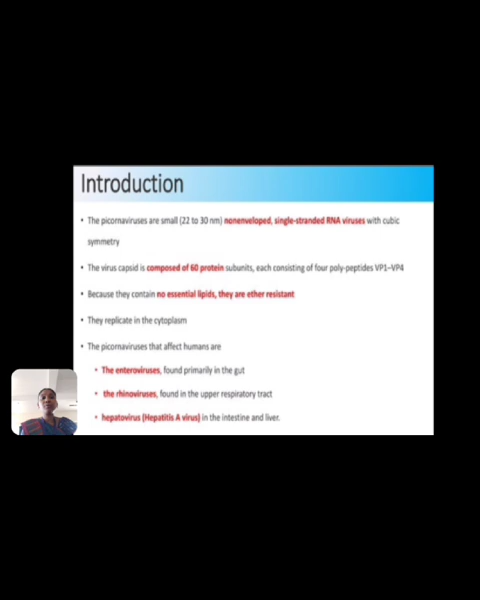 Introduction
• The picornaviruses are small (22 to 30 nm) nonenveloped, single-stranded RNA viruses with cubic
symmetry
• The virus capsid is composed of 60 protein subunits, each consisting of four poly-peptides VP1–VP4
• Because they contain no essential lipids, they are ether resistant
• They replicate in the cytoplasm
• The picornaviruses that affect humans are
• The enteroviruses, found primarily in the gut
• the rhinoviruses, found in the upper respiratory tract
• hepatovirus (Hepatitis A virus) in the intestine and liver.